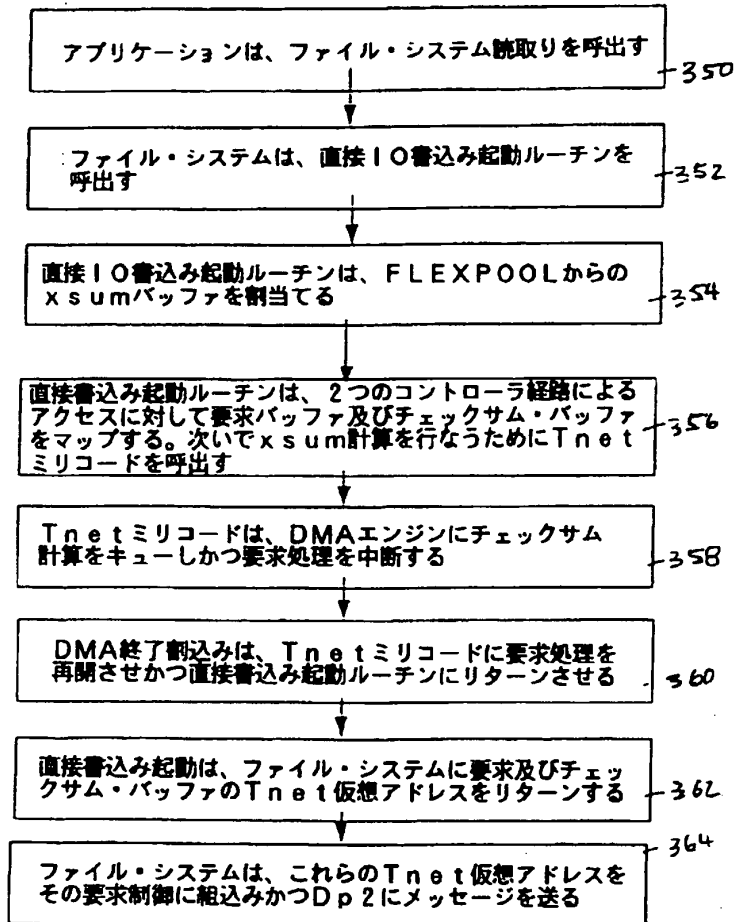 アプリケーションは、ファイル・システム読取りを呼出す
350
ファイル・システムは、直接IO書込み起動ルーチンを
呼出す
352
直接IO書込み起動ルーチンは、FLEXPOOLからの
xsumバッファを割当てる
354
直接書込み起動ルーチンは、2つのコントローラ経路による
アクセスに対して要求バッファ及びチェックサム・バッファ
をマップする。次いでxsum計算を行なうためにTnet
ミリコードを呼出す
356
Tnetミリコードは、DMAエンジンにチェックサム
計算をキューしかつ要求処理を中断する
358
DMA終了割込みは、Tnetミリコードに要求処理を
再開させかつ直接書込み起動ルーチンにリターンさせる
360
直接書込み起動は、ファイル・システムに要求及びチェッ
クサム・バッファのTnet仮想アドレスをリターンする
362
364
ファイル・システムは、これらのTnet仮想アドレスを
その要求制御に組込みかつDp2にメッセージを送る